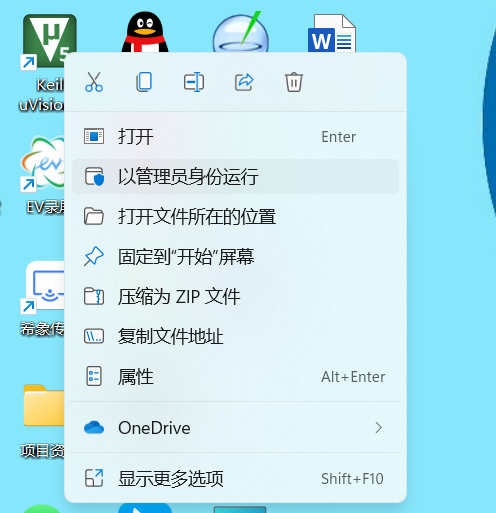 Keil
uVision
W
打开 Enter
以管理员身份运行
EV录屏
打开文件所在的位置
固定到“开始”屏幕
压缩为 ZIP 文件
希象传
复制文件地址
属性 Alt+Enter
OneDrive
项目资
显示更多选项 Shift+F10